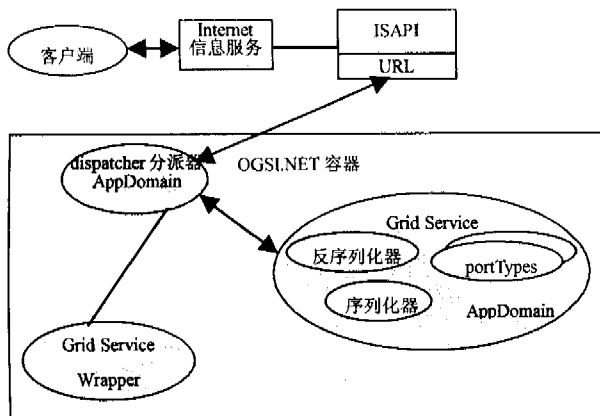 客户端
Internet
信息服务
ISAPI
URL
dispatcher 分派器
AppDomain
OGSI.NET 容器
Grid Service
反序列化器
portTypes
序列化器
AppDomain
Grid Service
Wrapper